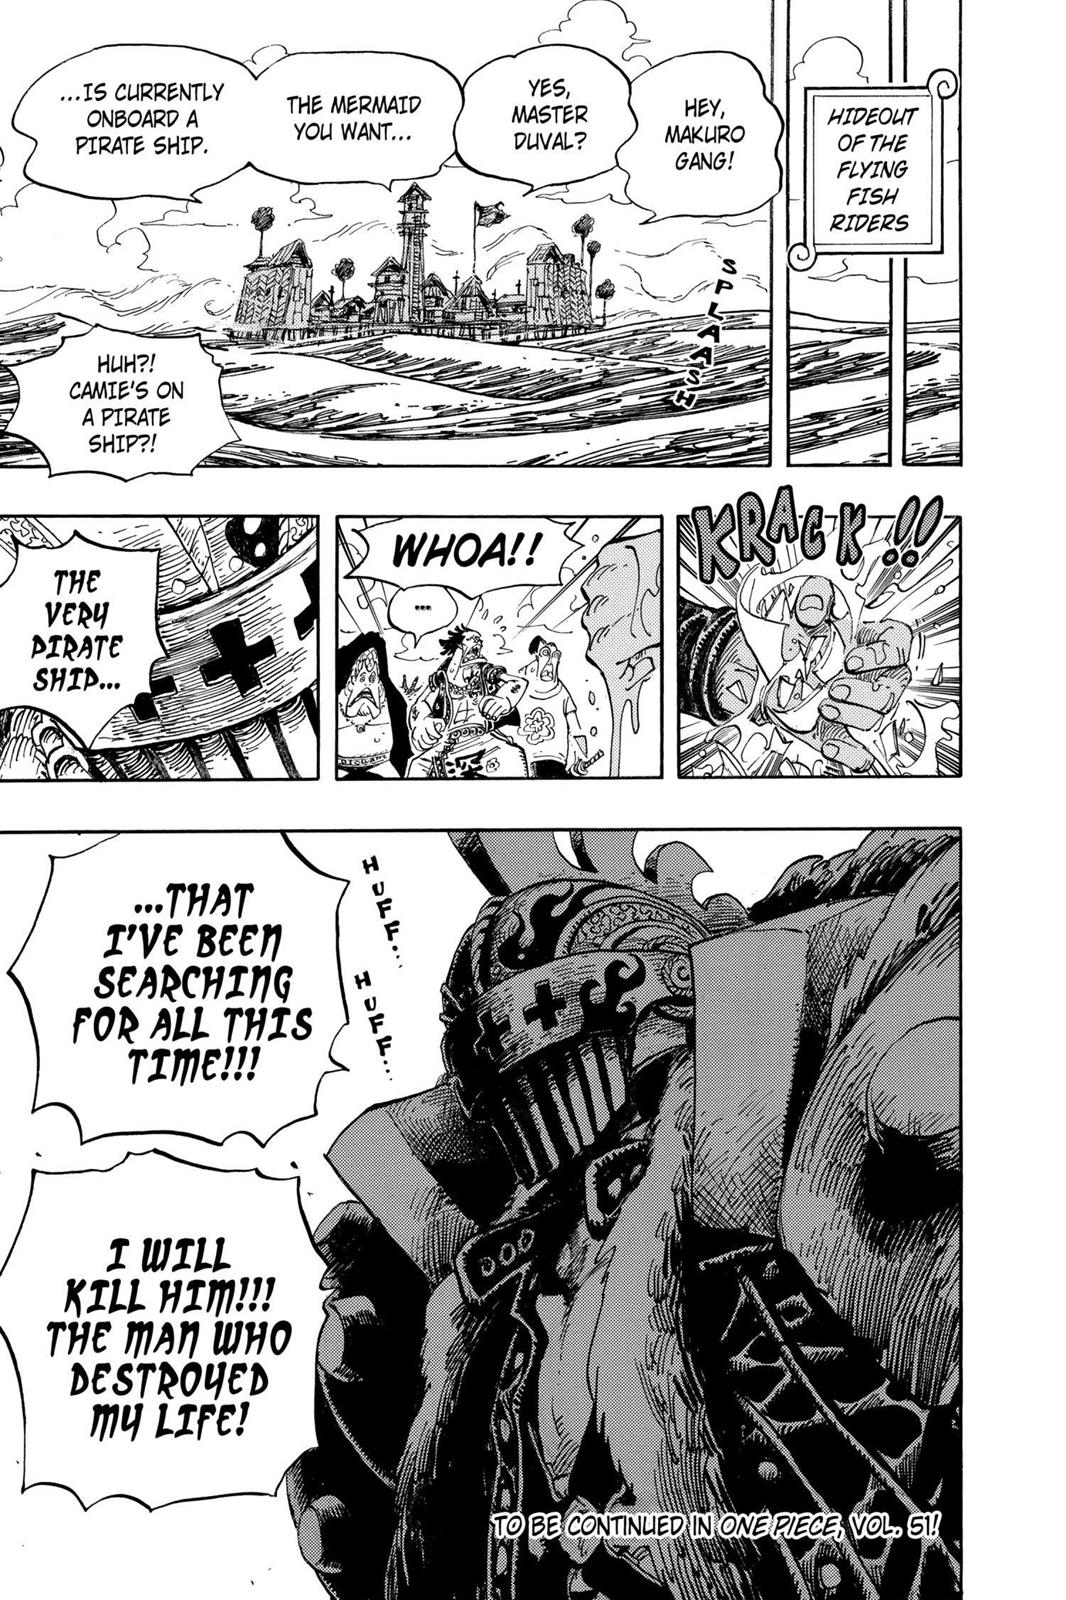 HIDEOUT
OF THE
FLYING
FISH
RIDERS
HEY,
MAKURO
GANG!
YES,
MASTER
DUVAL?
THE MERMAID
YOU WANT...
...IS CURRENTLY
ONBOARD A
PIRATE SHIP.
SPLAASH
HUH?!
CAMIE'S ON
A PIRATE
SHIP?!
KRACK!!
WHOA!!
...
THE
VERY
PIRATE
SHIP...
HUFF...
HUFF...
...THAT
I'VE BEEN
SEARCHING
FOR ALL THIS
TIME!!!
I WILL
KILL HIM!!!
THE MAN WHO
DESTROYED
MY LIFE!
TO BE CONTINUED IN ONE PIECE, VOL. 51!